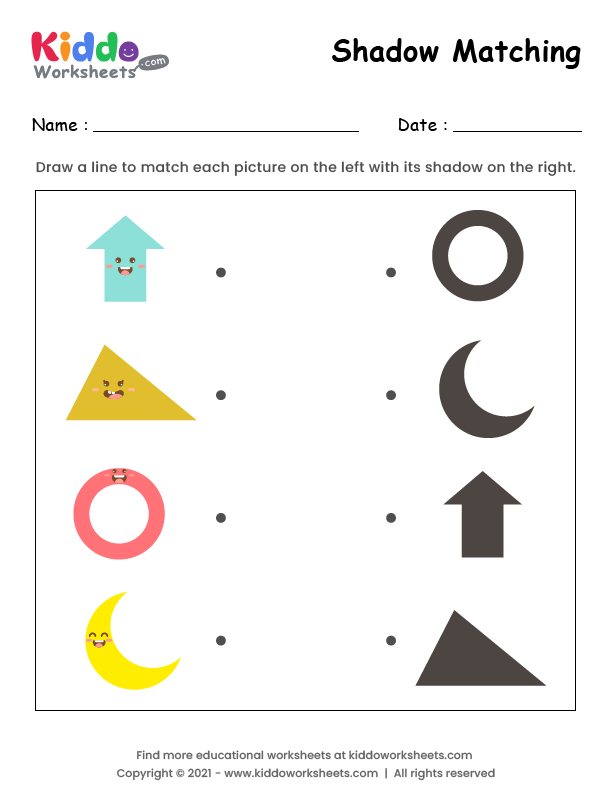 Kiddo
Worksheets
.com
Shadow Matching
Name : Date :
Draw a line to match each picture on the left with its shadow on the right.
Find more educational worksheets at kiddoworksheets.com
Copyright © 2021 - www.kiddoworksheets.com | All rights reserved